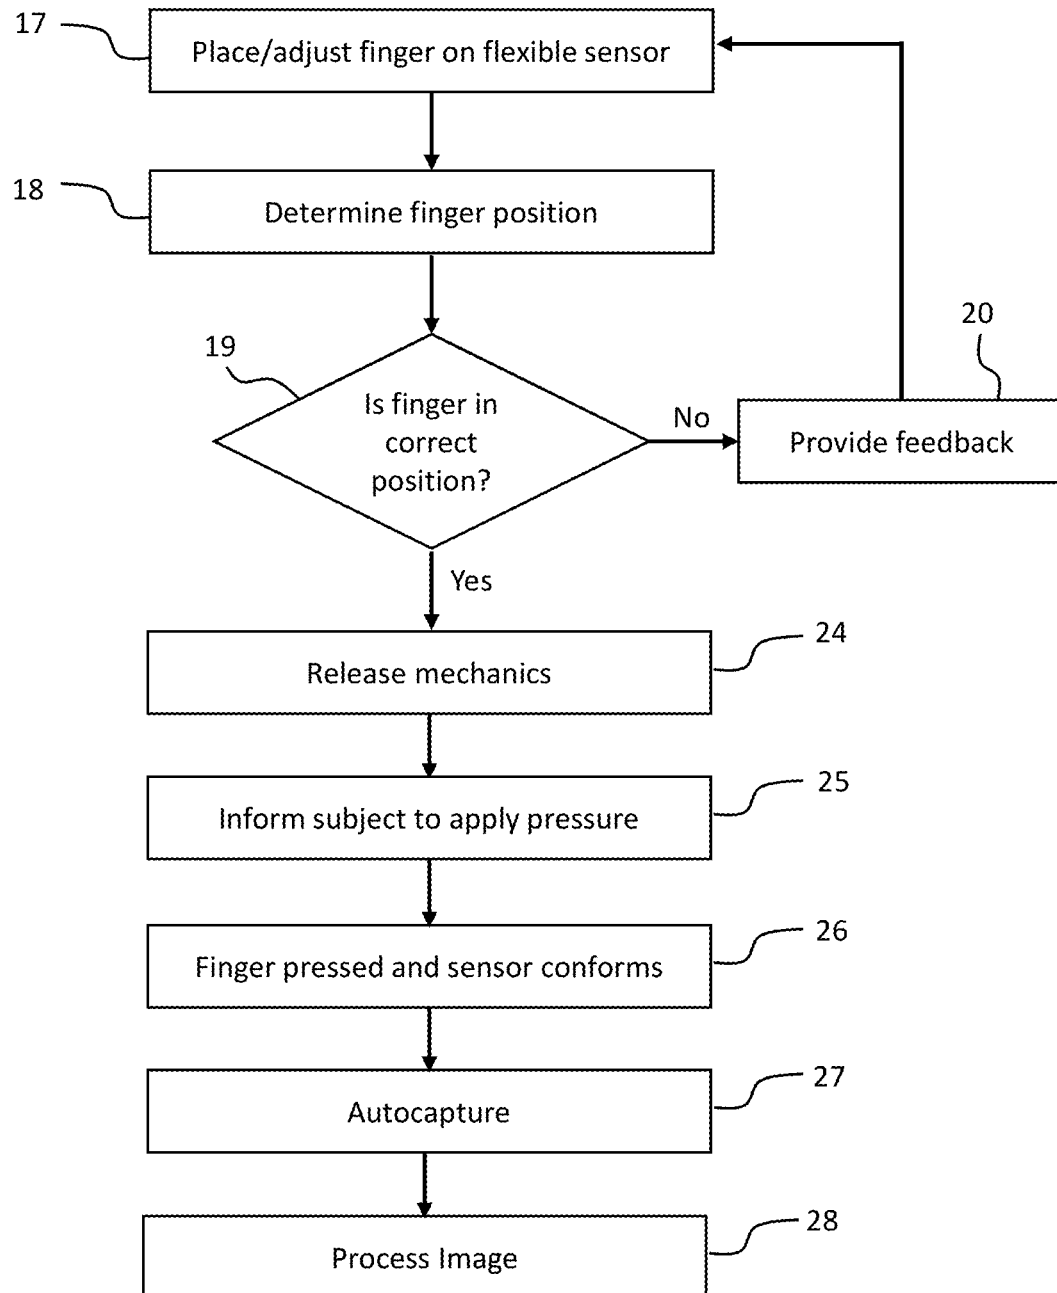 17
Place/adjust finger on flexible sensor
18
Determine finger position
19
Is finger in
correct
position?
No
20
Provide feedback
Yes
24
Release mechanics
25
Inform subject to apply pressure
26
Finger pressed and sensor conforms
27
Autocapture
28
Process Image